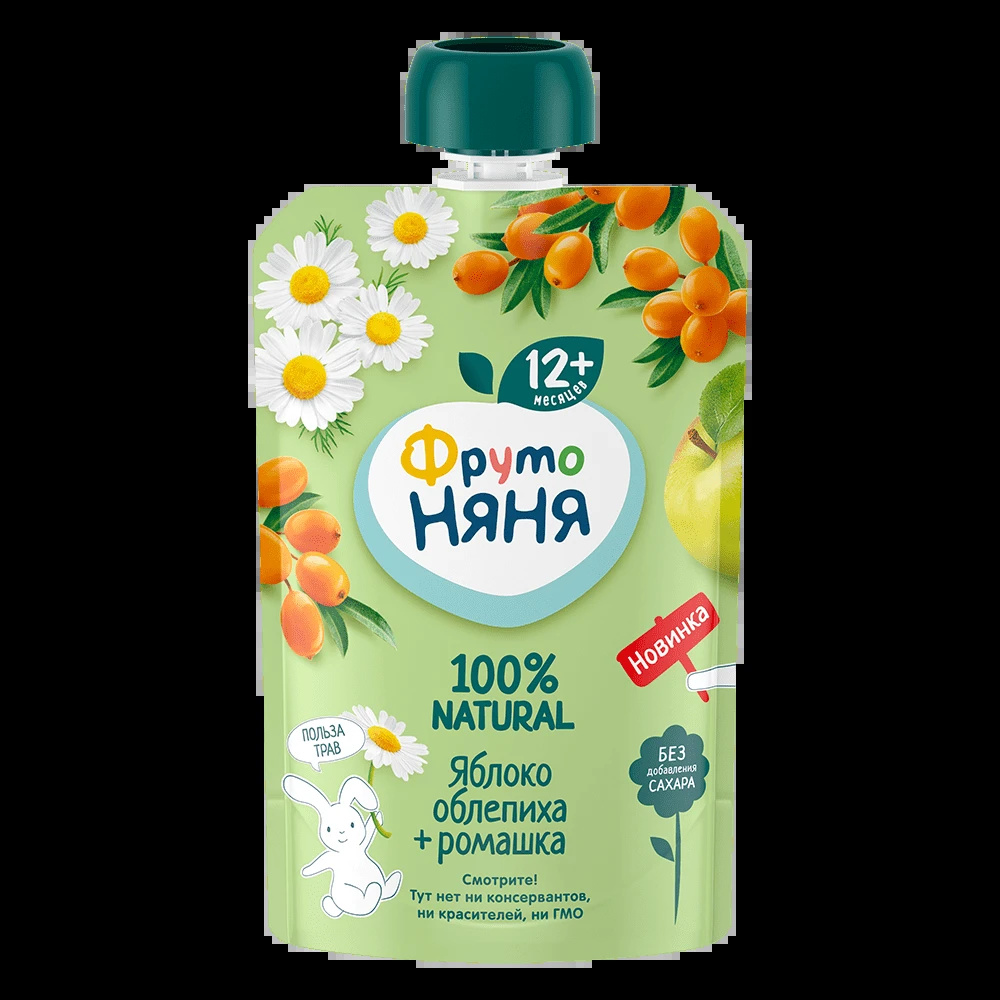 12+
месяцев
Фруто
НЯНЯ
Новинка
100%
NATURAL
ПОЛЬЗА
ТРАВ
БЕЗ
добавления
САХАРА
Яблоко
облепиха
+ромашка
Смотрите!
Тут нет ни консервантов,
ни красителей, ни ГМО